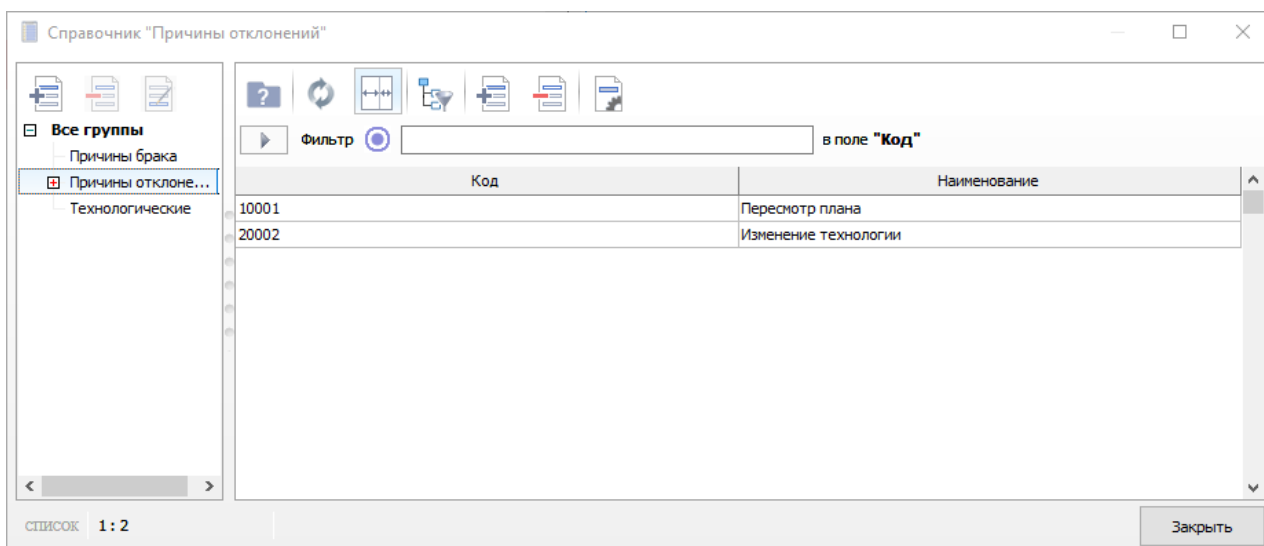 Справочник "Причины отклонений"
Все группы
Причины брака
Причины отклоне...
Технологические
Фильтр в поле "Код"
Код Наименование
10001 Пересмотр плана
20002 Изменение технологии
список 1:2
Закрыть